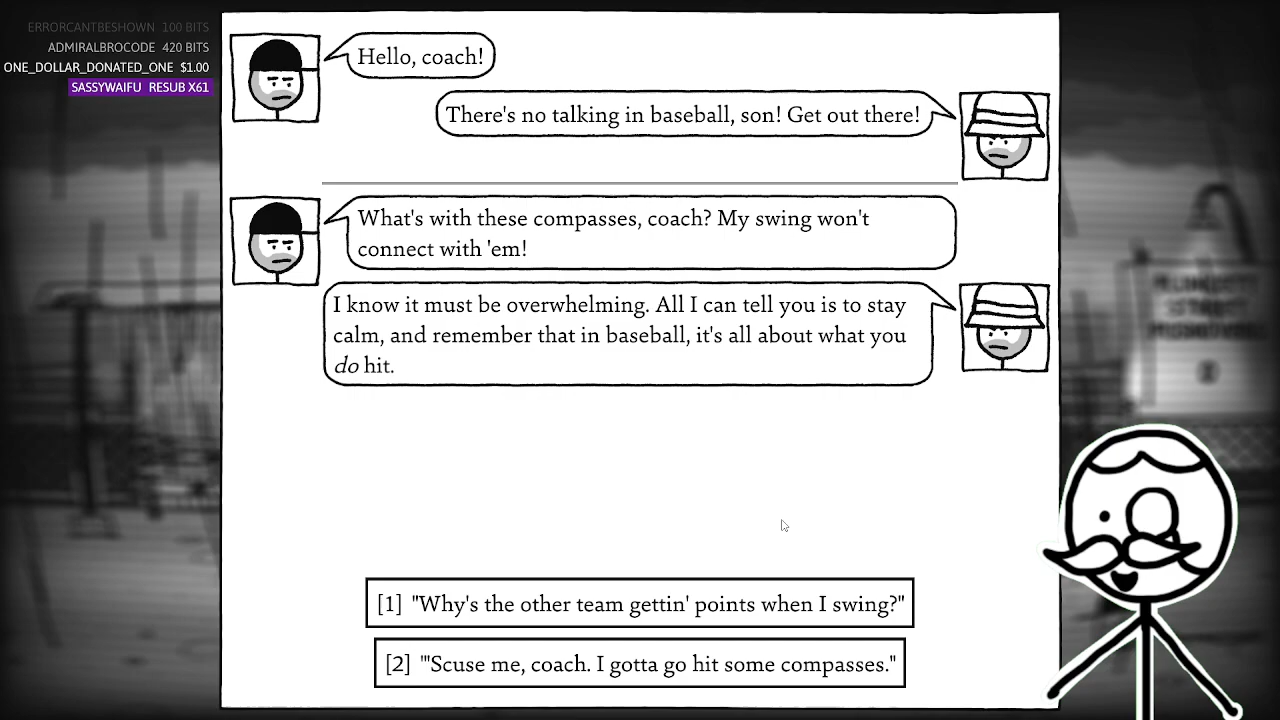 ERRORCANTBESHOWN 100 BITS
ADMIRALBROCODE 420 BITS
ONE_DOLLAR_DONATED_ONE $1.00
SASSYWAIFU RESUB X61
Hello, coach!
There's no talking in baseball, son! Get out there!
What's with these compasses, coach? My swing won't
connect with 'em!
I know it must be overwhelming. All I can tell you is to stay
calm, and remember that in baseball, it's all about what you
do hit.
[1] "Why's the other team gettin' points when I swing?"
[2] "'Scuse me, coach. I gotta go hit some compasses."